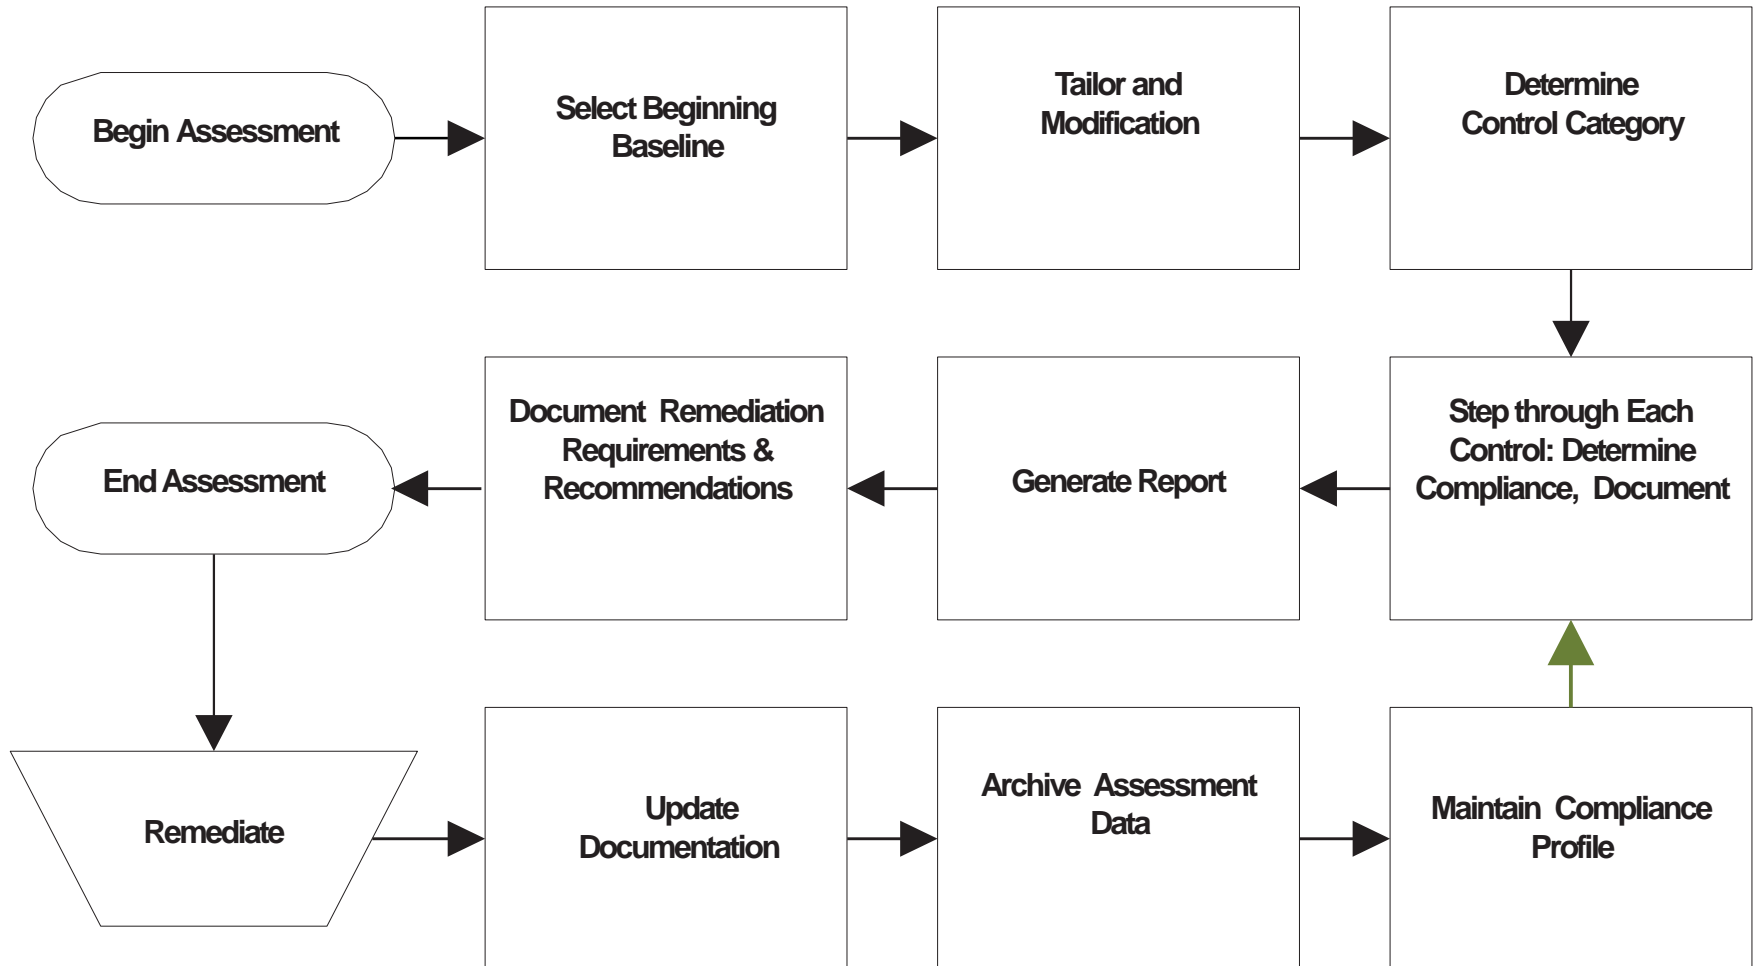 Begin Assessment
Select Beginning
Baseline
Tailor and
Modification
Determine
Control Category
End Assessment
Document Remediation
Requirements &
Recommendations
Generate Report
Step through Each
Control: Determine
Compliance, Document
Remediate
Update
Documentation
Archive Assessment
Data
Maintain Compliance
Profile